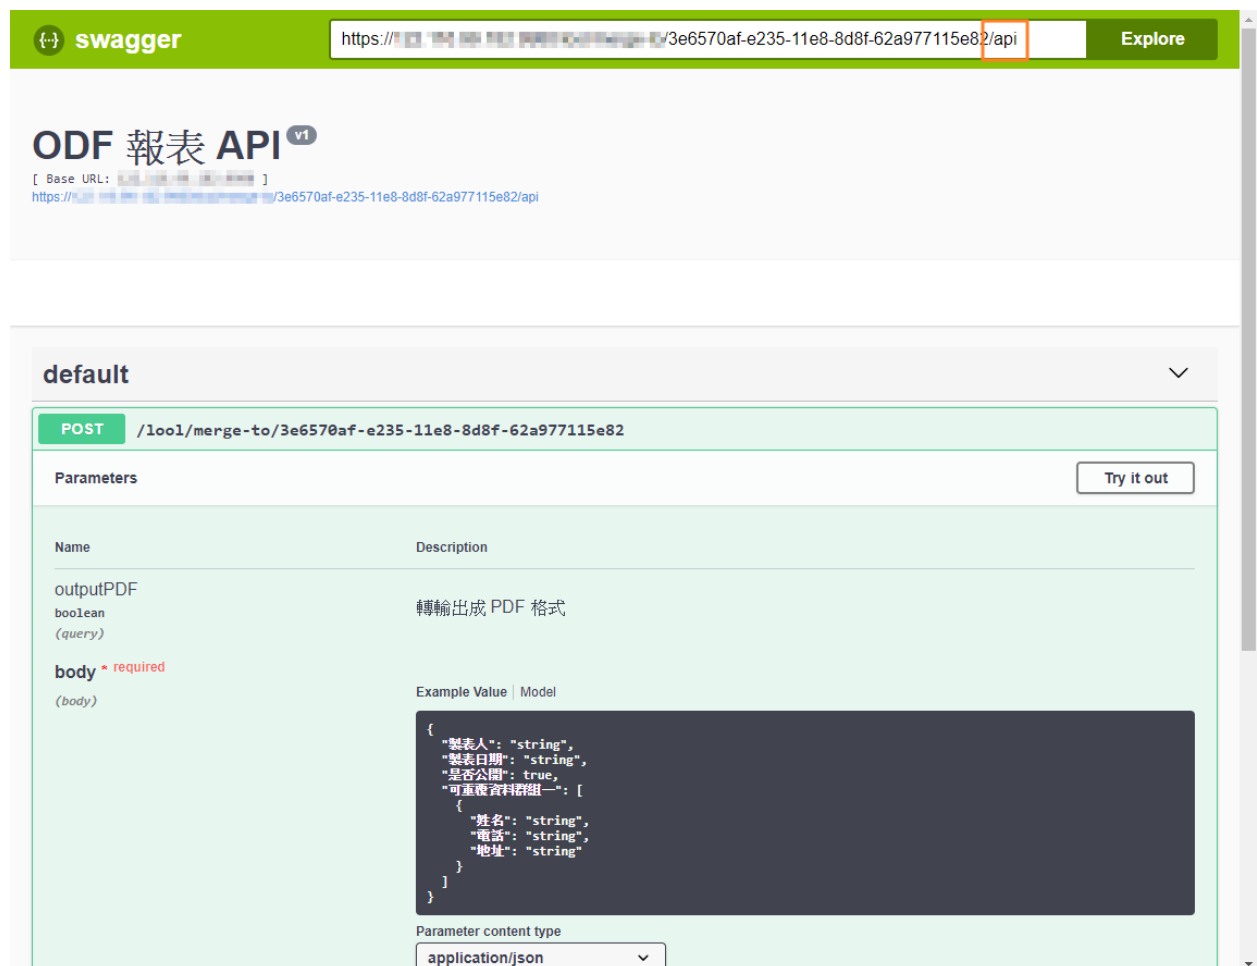 {···} swagger
https:// /3e6570af-e235-11e8-8d8f-62a977115e82/api
Explore
ODF 報表 API v1
[ Base URL: ]
https:// /3e6570af-e235-11e8-8d8f-62a977115e82/api
default
POST /lool/merge-to/3e6570af-e235-11e8-8d8f-62a977115e82
Parameters
Try it out
Name
Description
outputPDF
boolean
(query)
轉輸出成 PDF 格式
body * required
(body)
Example Value | Model
{
"製表人": "string",
"製表日期": "string",
"是否公開": true,
"可重覆資料群組一": [
{
"姓名": "string",
"電話": "string",
"地址": "string"
}
]
}
Parameter content type
application/json